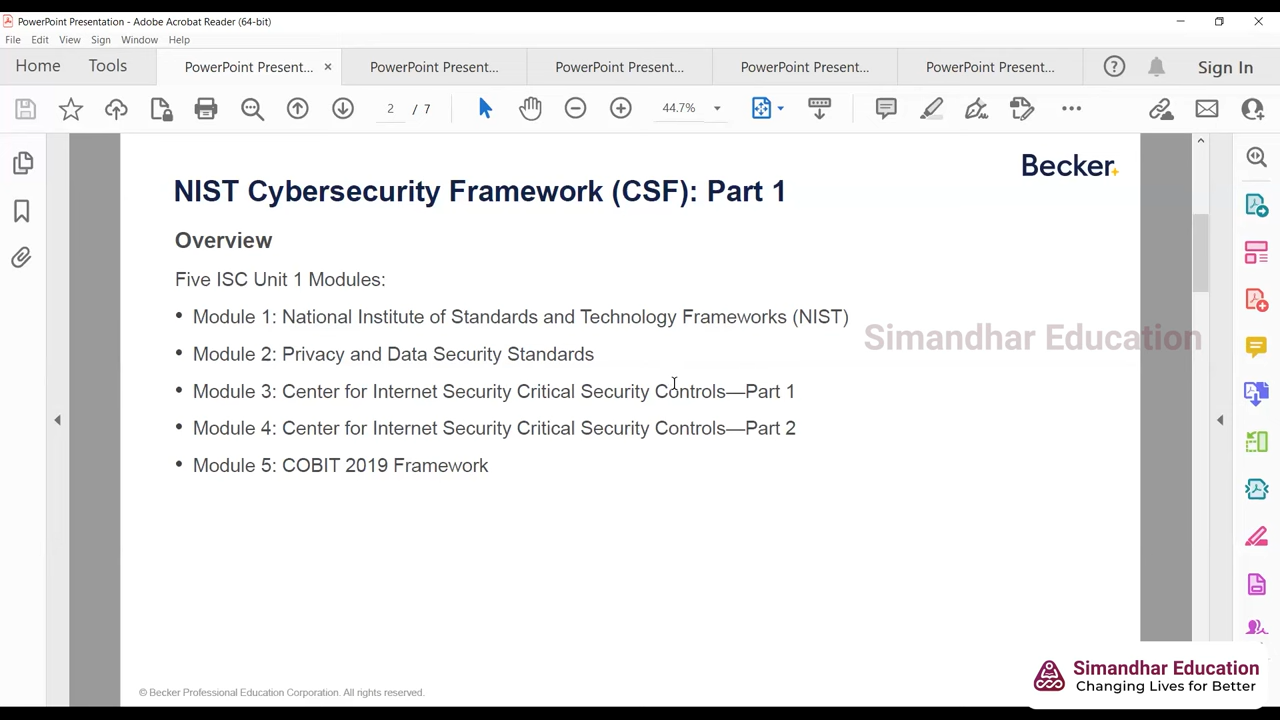 PowerPoint Presentation - Adobe Acrobat Reader (64-bit)
File Edit View Sign Window Help
Home Tools PowerPoint Present... × PowerPoint Present... PowerPoint Present... PowerPoint Present... PowerPoint Present... Sign In
2 / 7 44.7%
Becker.
NIST Cybersecurity Framework (CSF): Part 1
Overview
Five ISC Unit 1 Modules:
• Module 1: National Institute of Standards and Technology Frameworks (NIST)
Simandhar Education
• Module 2: Privacy and Data Security Standards
• Module 3: Center for Internet Security Critical Security Controls—Part 1
• Module 4: Center for Internet Security Critical Security Controls—Part 2
• Module 5: COBIT 2019 Framework
Simandhar Education
Changing Lives for Better
© Becker Professional Education Corporation. All rights reserved.